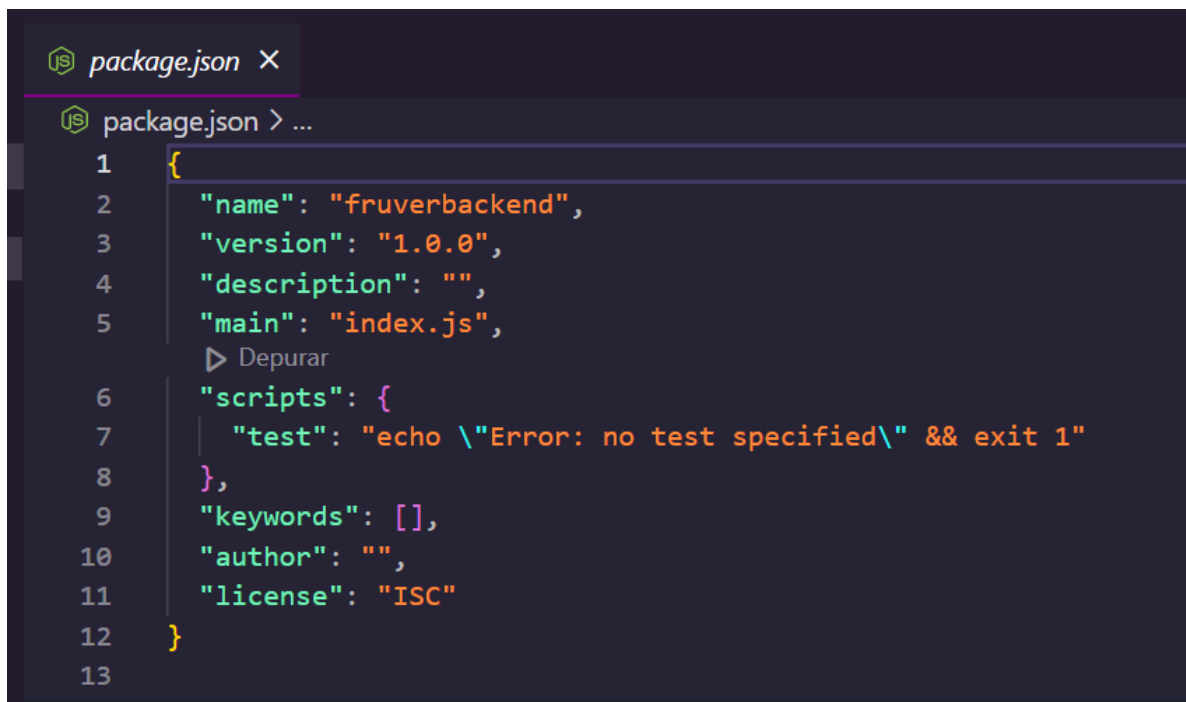 package.json ×
package.json > ...
1 {
2 "name": "fruverbackend",
3 "version": "1.0.0",
4 "description": "",
5 "main": "index.js",
Depurar
6 "scripts": {
7 "test": "echo \"Error: no test specified\" && exit 1"
8 },
9 "keywords": [],
10 "author": "",
11 "license": "ISC"
12 }
13